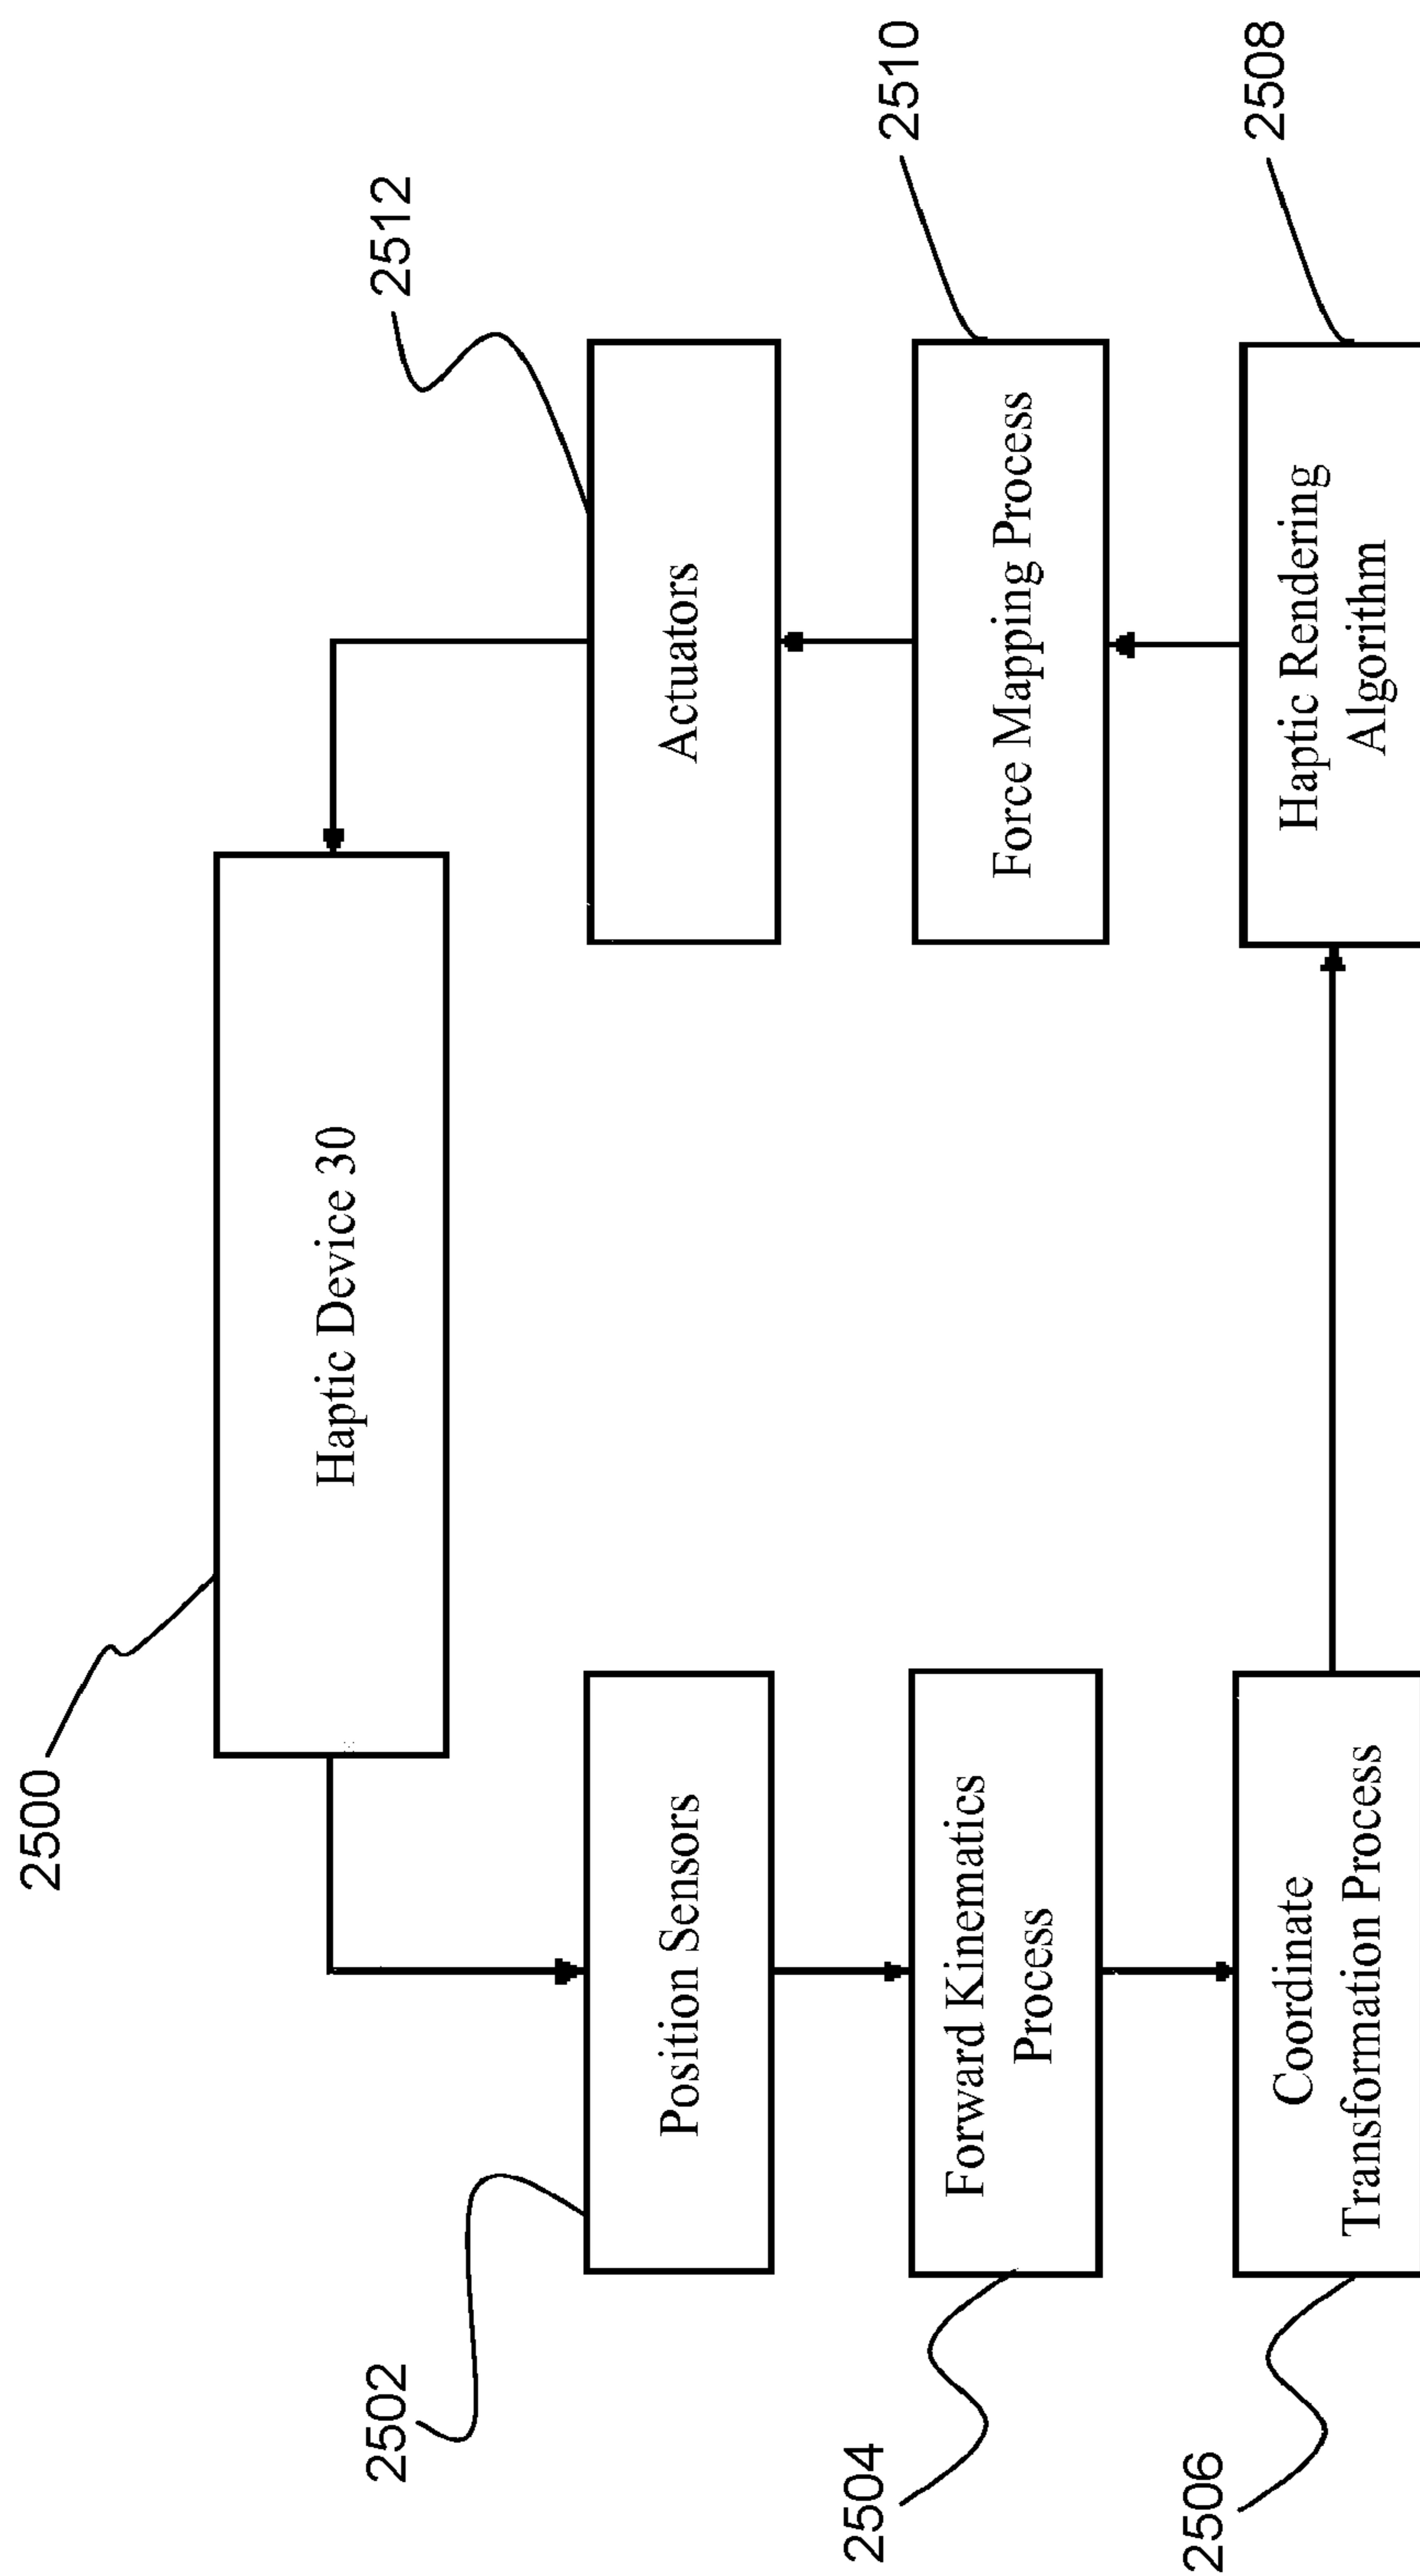 2500
Haptic Device 30
2502
Position Sensors
2504
Forward Kinematics
Process
2506
Coordinate
Transformation Process
2508
Haptic Rendering
Algorithm
2510
Force Mapping Process
2512
Actuators